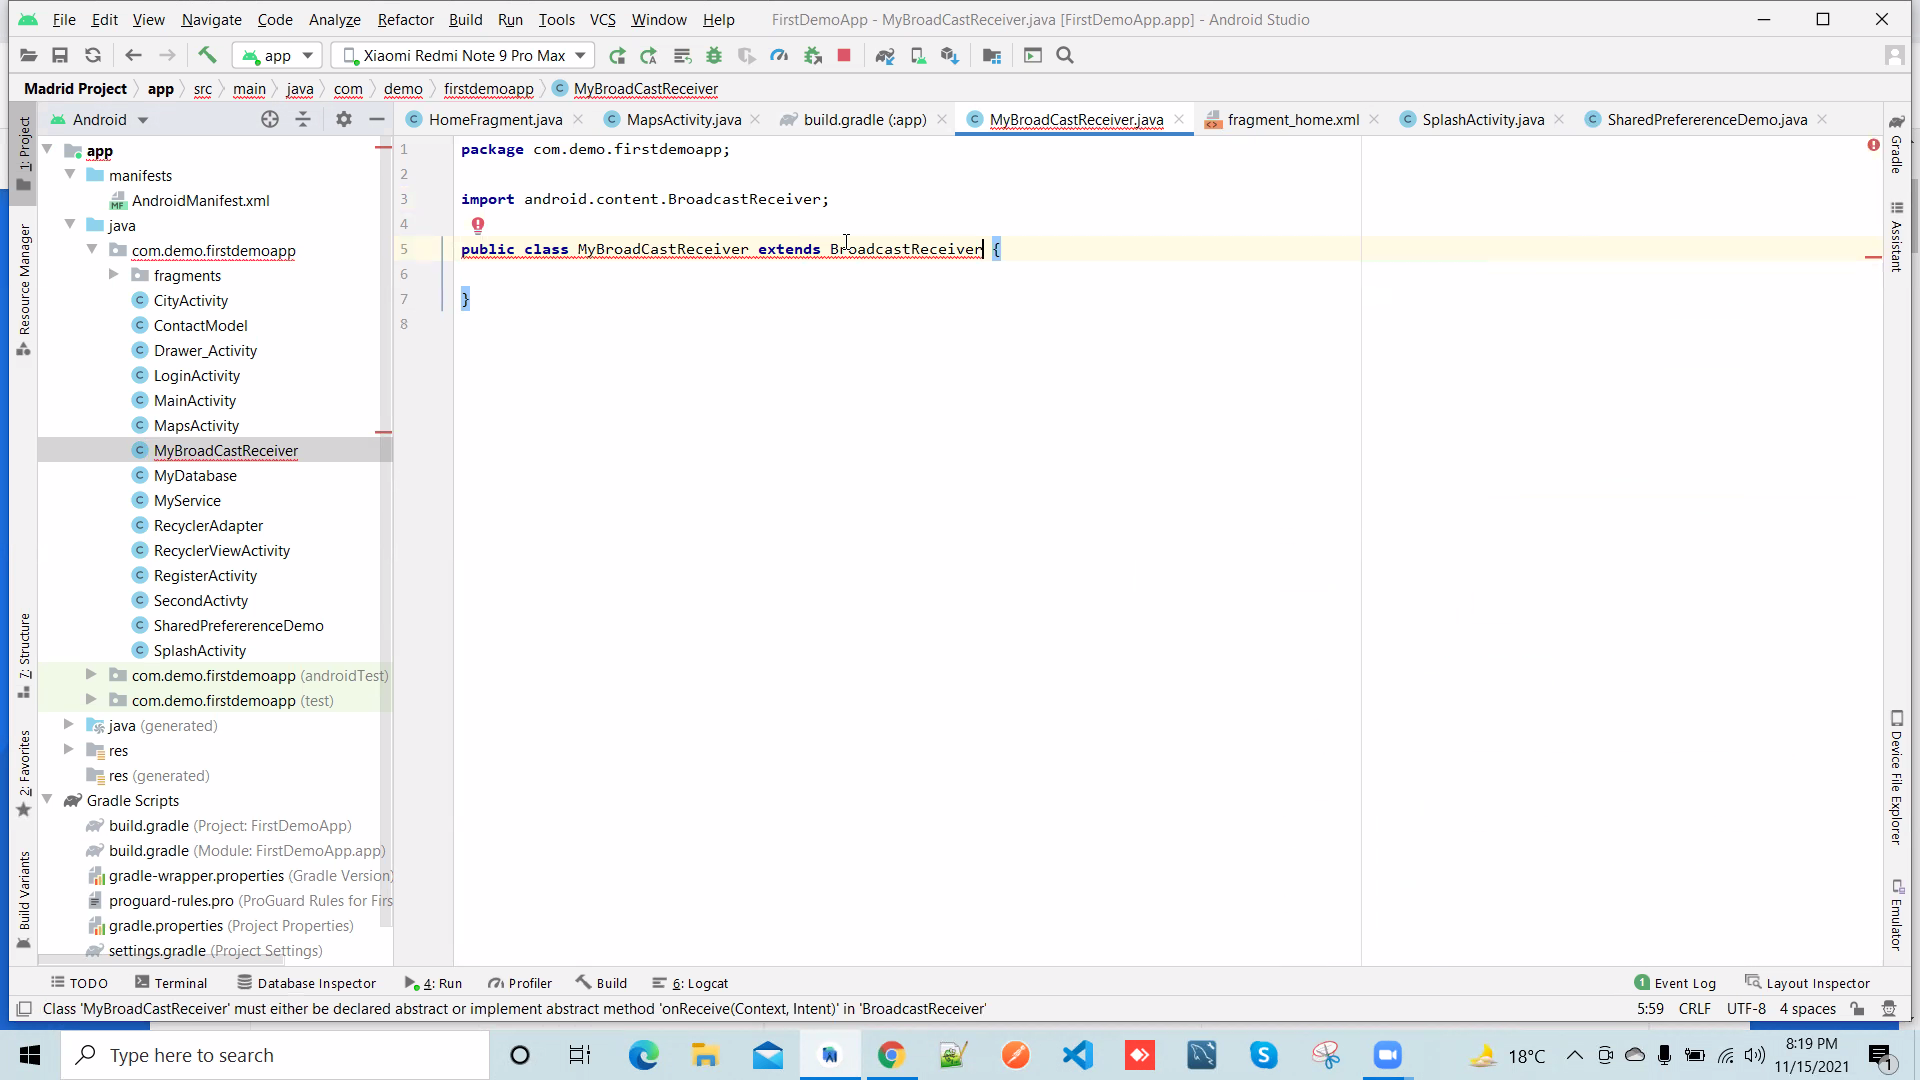 File Edit View Navigate Code Analyze Refactor Build Run Tools VCS Window Help FirstDemoApp - MyBroadCastReceiver.java [FirstDemoApp.app] - Android Studio
app Xiaomi Redmi Note 9 Pro Max
Madrid Project app src main java com demo firstdemoapp MyBroadCastReceiver
Android HomeFragment.java MapsActivity.java build.gradle (:app) MyBroadCastReceiver.java fragment_home.xml SplashActivity.java SharedPrefererenceDemo.java
1: Project
Resource Manager
7: Structure
2: Favorites
Build Variants
app
manifests
AndroidManifest.xml
java
com.demo.firstdemoapp
fragments
CityActivity
ContactModel
Drawer_Activity
LoginActivity
MainActivity
MapsActivity
MyBroadCastReceiver
MyDatabase
MyService
RecyclerAdapter
RecyclerViewActivity
RegisterActivity
SecondActivty
SharedPrefererenceDemo
SplashActivity
com.demo.firstdemoapp (androidTest)
com.demo.firstdemoapp (test)
java (generated)
res
res (generated)
Gradle Scripts
build.gradle (Project: FirstDemoApp)
build.gradle (Module: FirstDemoApp.app)
gradle-wrapper.properties (Gradle Version)
proguard-rules.pro (ProGuard Rules for Firs
gradle.properties (Project Properties)
settings.gradle (Project Settings)
1 package com.demo.firstdemoapp;
2
3 import android.content.BroadcastReceiver;
4
5 public class MyBroadCastReceiver extends BroadcastReceiver {
6
7 }
8
Gradle
Assistant
Device File Explorer
Emulator
TODO Terminal Database Inspector 4: Run Profiler Build 6: Logcat 1 Event Log Layout Inspector
Class 'MyBroadCastReceiver' must either be declared abstract or implement abstract method 'onReceive(Context, Intent)' in 'BroadcastReceiver' 5:59 CRLF UTF-8 4 spaces
Type here to search 18°C 8:19 PM
11/15/2021 1